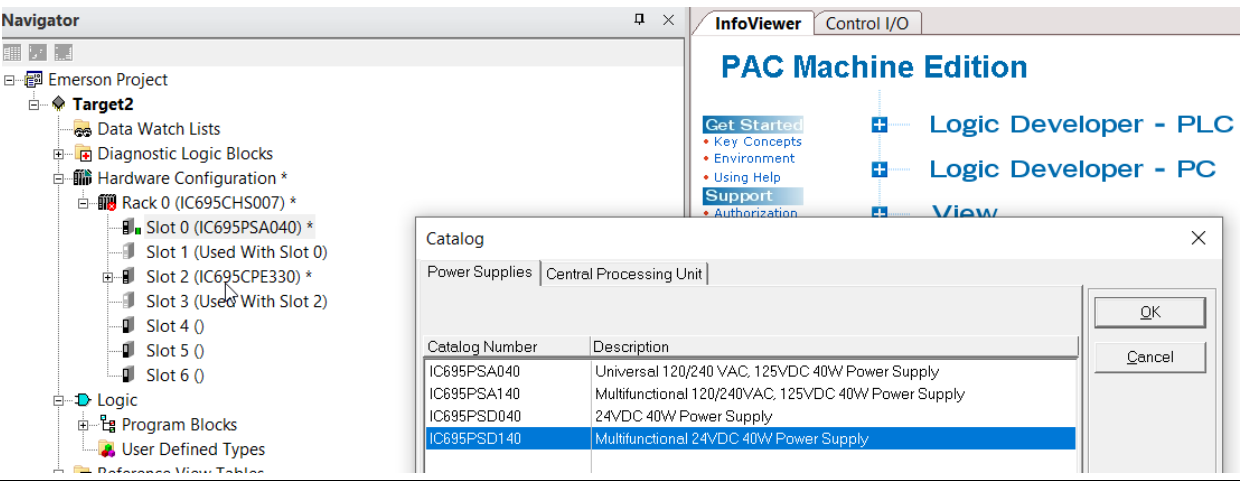 Navigator
Emerson Project
Target2
Data Watch Lists
Diagnostic Logic Blocks
Hardware Configuration *
Rack 0 (IC695CHS007) *
Slot 0 (IC695PSA040) *
Slot 1 (Used With Slot 0)
Slot 2 (IC695CPE330) *
Slot 3 (Used With Slot 2)
Slot 4 ()
Slot 5 ()
Slot 6 ()
Logic
Program Blocks
User Defined Types
Reference View Tables
InfoViewer
Control I/O
PAC Machine Edition
Get Started
Key Concepts
Environment
Using Help
Support
Authorization
Logic Developer - PLC
Logic Developer - PC
View
Catalog
Power Supplies
Central Processing Unit
Catalog Number Description
IC695PSA040 Universal 120/240 VAC, 125VDC 40W Power Supply
IC695PSA140 Multifunctional 120/240VAC, 125VDC 40W Power Supply
IC695PSD040 24VDC 40W Power Supply
IC695PSD140 Multifunctional 24VDC 40W Power Supply
OK
Cancel